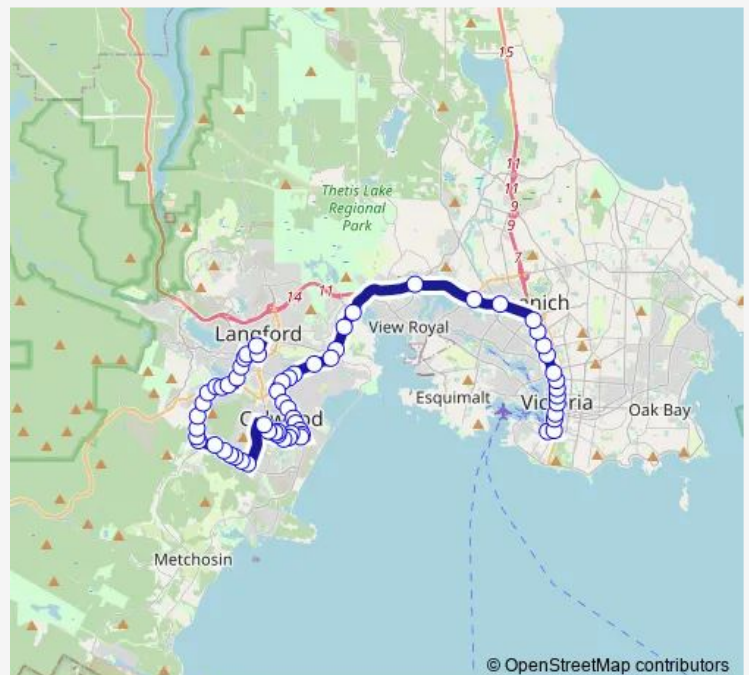 15
Thetis Lake
Regional
Park
11
11
9
9
7
14
11
Langford
View Royal
Esquimalt
Victoria
Oak Bay
Metchosin
© OpenStreetMap contributors